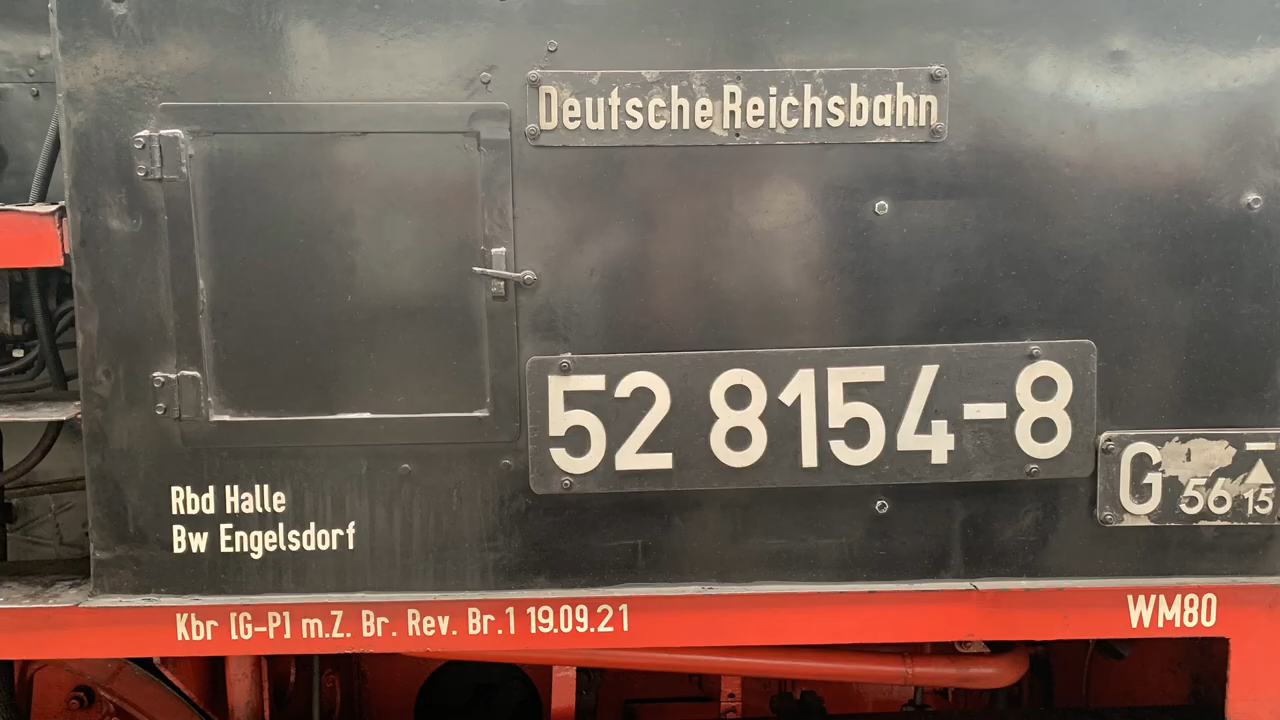 Deutsche Reichsbahn
52 8154-8
G 56 15
Rbd Halle
Bw Engelsdorf
Kbr [G-P] m.Z. Br. Rev. Br.1 19.09.21
WM80